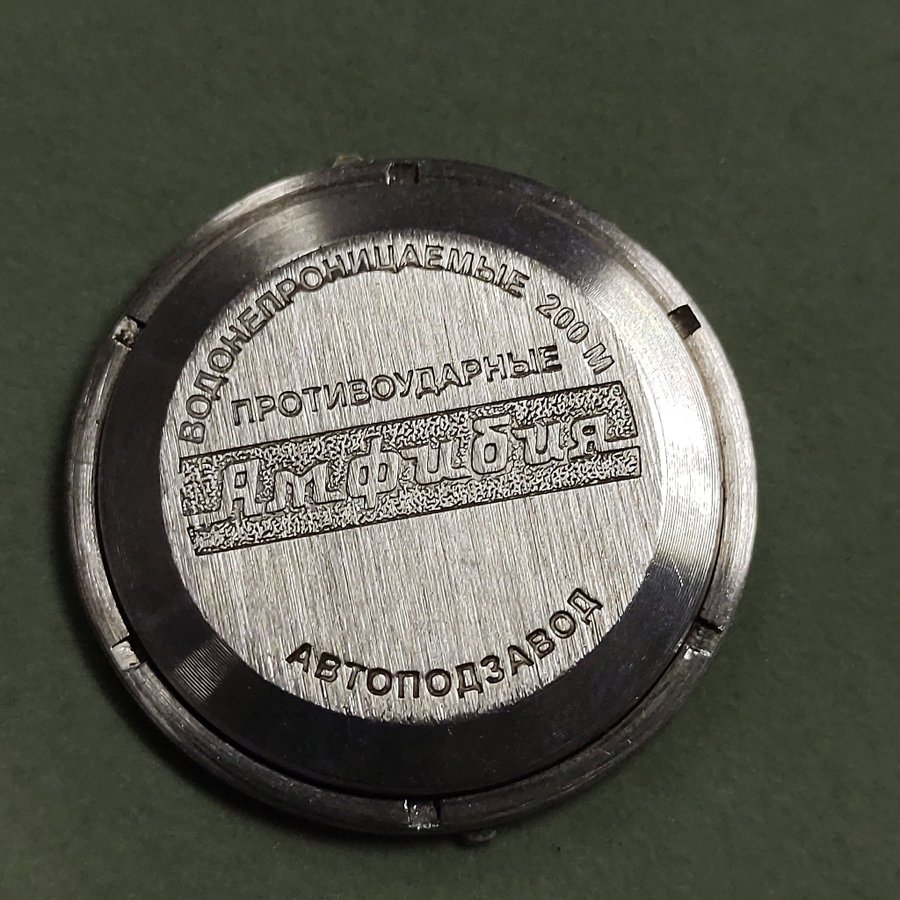 ВОДОНЕПРОНИЦАЕМЫЕ 200 М
ПРОТИВОУДАРНЫЕ
Амфибия
АВТОПОДЗАВОД